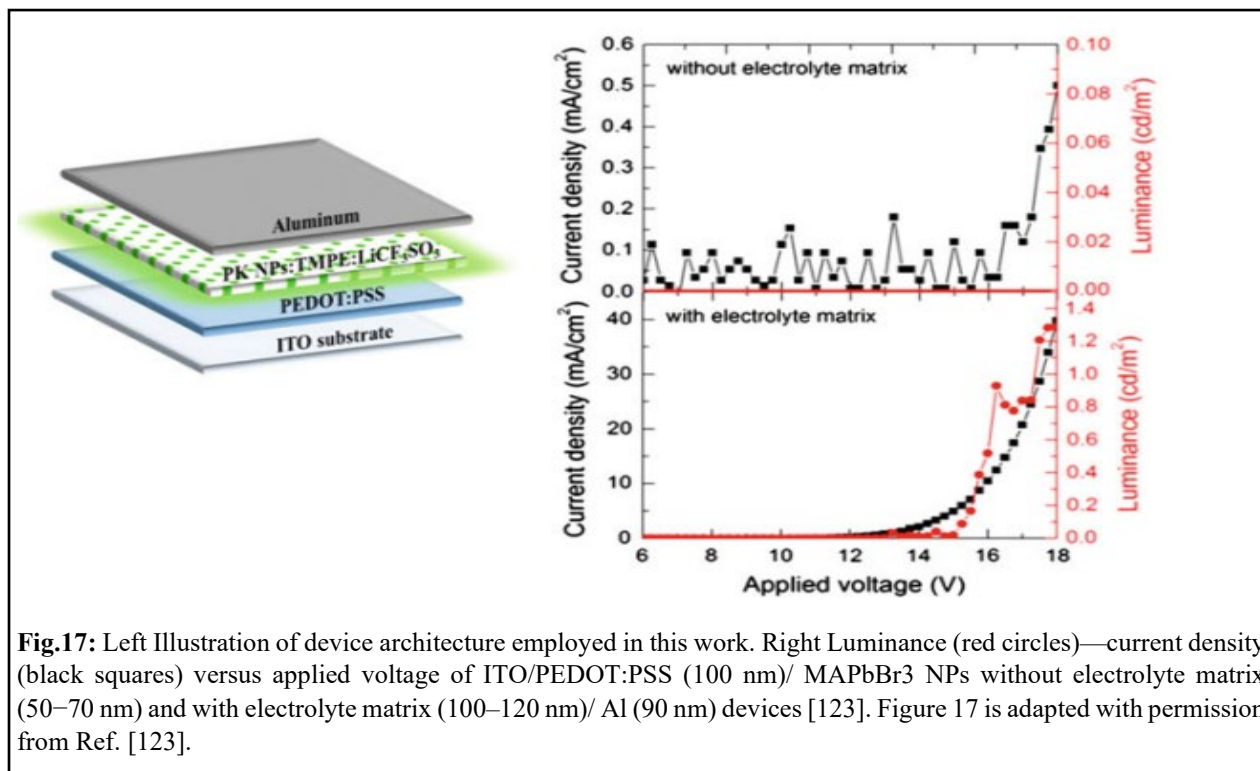 Aluminum
PK NPs:TMPE:LiCF3SO3
PEDOT:PSS
ITO substrate
without electrolyte matrix
Current density (mA/cm²)
0.6
0.5
0.4
0.3
0.2
0.1
0.0
Luminance (cd/m²)
0.10
0.08
0.06
0.04
0.02
0.00
with electrolyte matrix
Current density (mA/cm²)
40
30
20
10
0
Luminance (cd/m²)
1.4
1.2
1.0
0.8
0.6
0.4
0.2
0.0
6 8 10 12 14 16 18
Applied voltage (V)
Fig.17: Left Illustration of device architecture employed in this work. Right Luminance (red circles)—current density
(black squares) versus applied voltage of ITO/PEDOT:PSS (100 nm)/ MAPbBr3 NPs without electrolyte matrix
(50−70 nm) and with electrolyte matrix (100–120 nm)/ Al (90 nm) devices [123]. Figure 17 is adapted with permission
from Ref. [123].